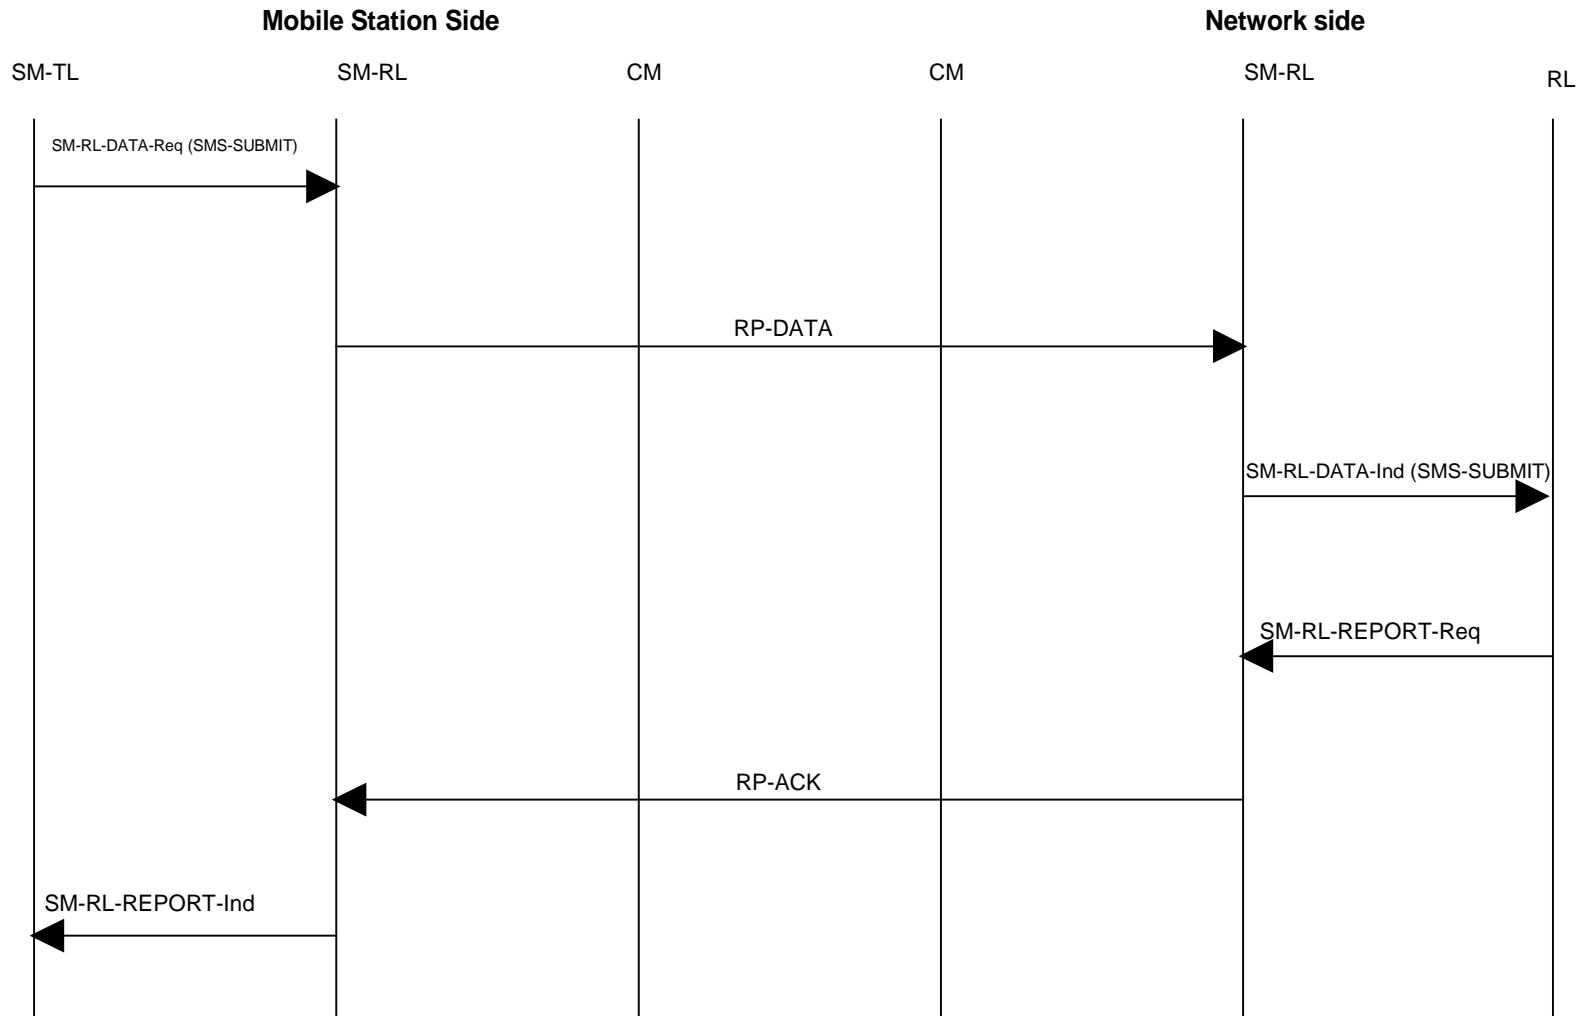 Mobile Station Side
Network side
SM-TL
SM-RL
CM
CM
SM-RL
RL
SM-RL-DATA-Req (SMS-SUBMIT)
RP-DATA
SM-RL-DATA-Ind (SMS-SUBMIT)
SM-RL-REPORT-Req
RP-ACK
SM-RL-REPORT-Ind